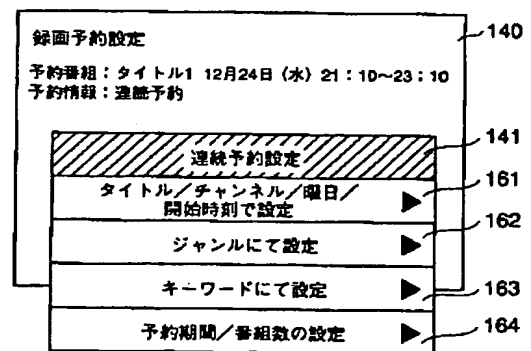 録画予約設定
140
予約番組：タイトル1 12月24日（水）21：10～23：10
予約情報：連続予約
連続予約設定
141
タイトル／チャンネル／曜日／
開始時刻で設定
161
ジャンルにて設定
162
キーワードにて設定
163
予約期間／番組数の設定
164